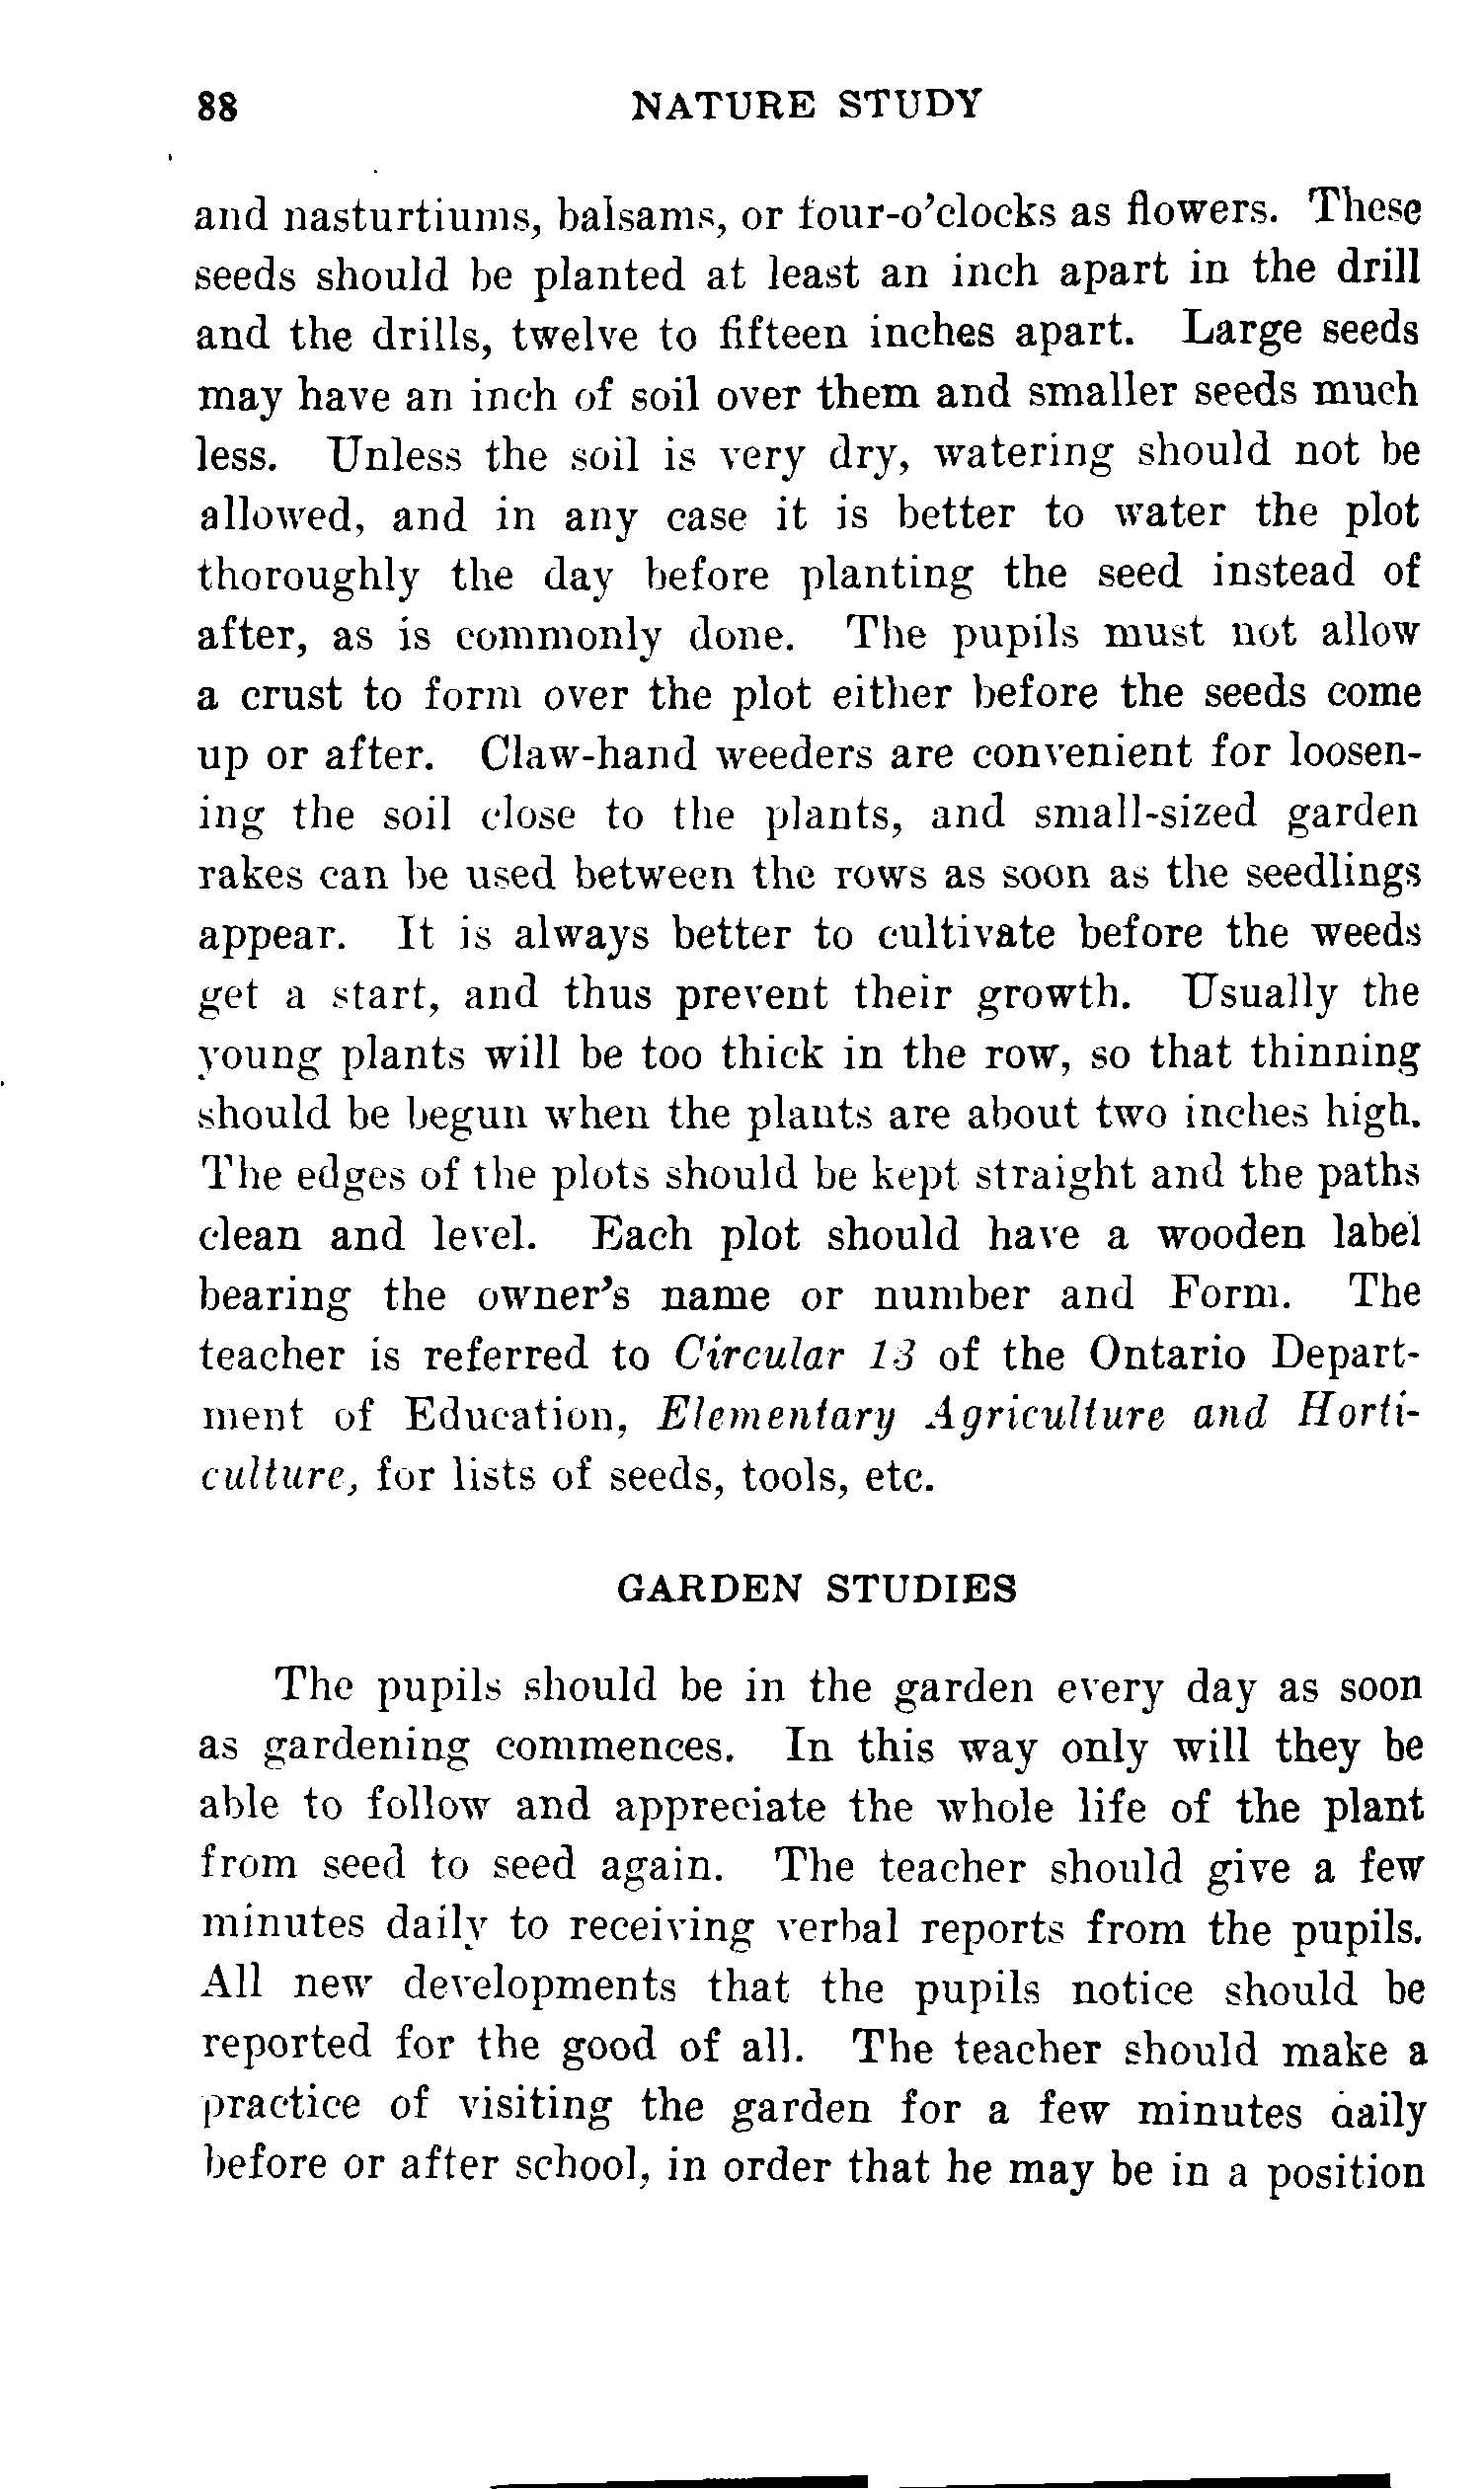 88 NATURE STUDY
and nasturtiums, balsams, or four-o'clocks as flowers. These
seeds should be planted at least an inch apart in the drill
and the drills, twelve to fifteen inches apart. Large seeds
may have an inch of soil over them and smaller seeds much
less. Unless the soil is very dry, watering should not be
allowed, and in any case it is better to water the plot
thoroughly the day before planting the seed instead of
after, as is commonly done. The pupils must not allow
a crust to form over the plot either before the seeds come
up or after. Claw-hand weeders are convenient for loosen-
ing the soil close to the plants, and small-sized garden
rakes can be used between the rows as soon as the seedlings
appear. It is always better to cultivate before the weeds
get a start, and thus prevent their growth. Usually the
young plants will be too thick in the row, so that thinning
should be begun when the plants are about two inches high.
The edges of the plots should be kept straight and the paths
clean and level. Each plot should have a wooden label
bearing the owner's name or number and Form. The
teacher is referred to Circular 13 of the Ontario Depart-
ment of Education, Elementary Agriculture and Horti-
culture, for lists of seeds, tools, etc.
GARDEN STUDIES
The pupils should be in the garden every day as soon
as gardening commences. In this way only will they be
able to follow and appreciate the whole life of the plant
from seed to seed again. The teacher should give a few
minutes daily to receiving verbal reports from the pupils.
All new developments that the pupils notice should be
reported for the good of all. The teacher should make a
practice of visiting the garden for a few minutes daily
before or after school, in order that he may be in a position